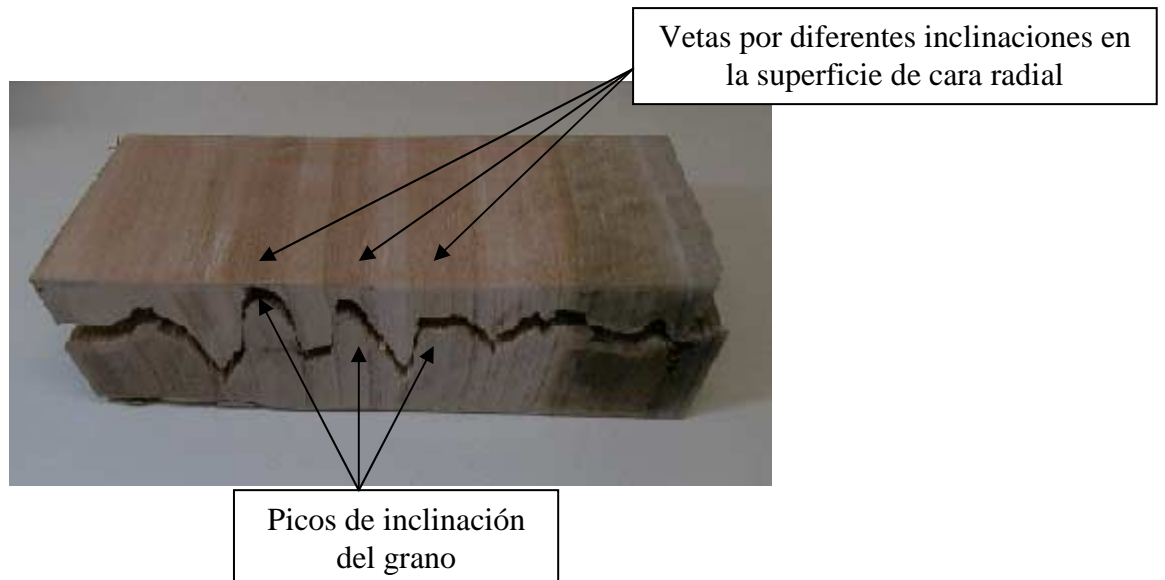 Vetas por diferentes inclinaciones en
la superficie de cara radial
Picos de inclinación
del grano